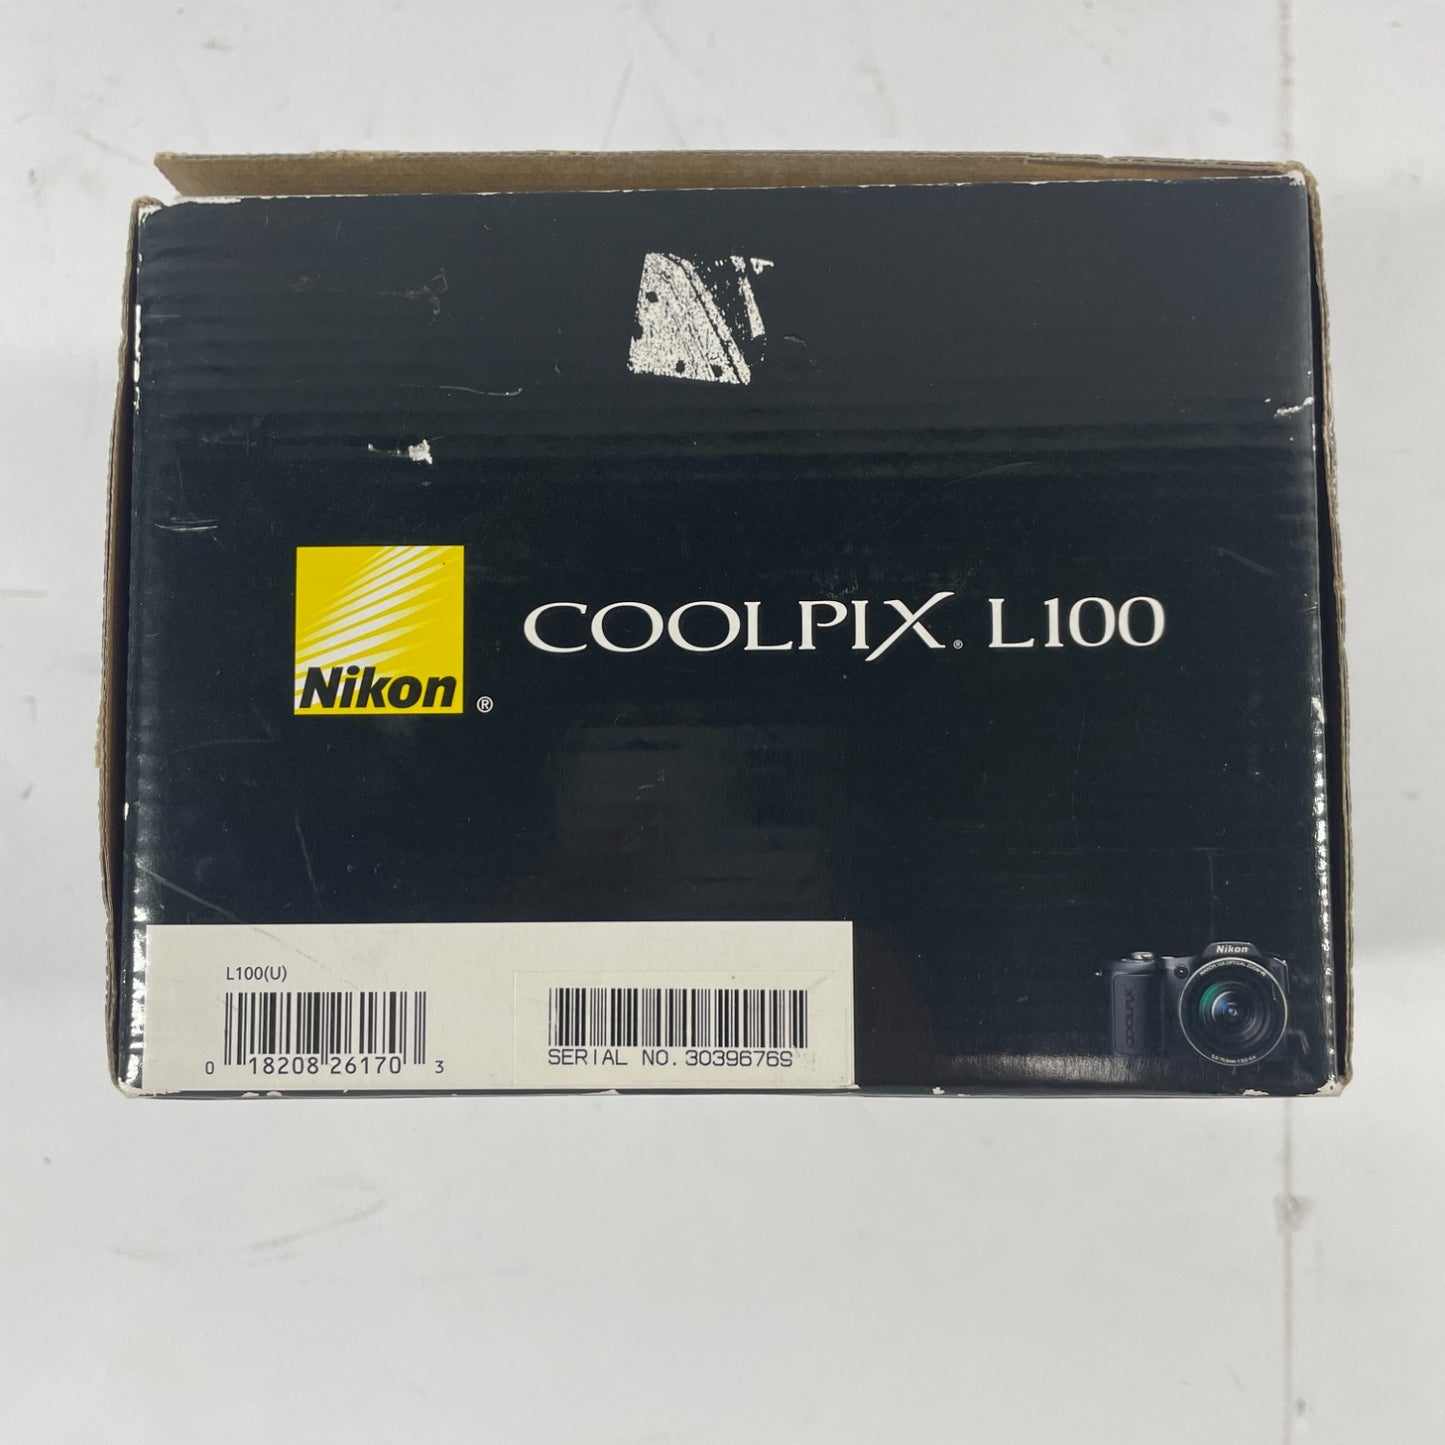 Nikon ®
COOLPIX® L100
L100(U)
0 18208 26170 3
SERIAL NO. 30396769
Nikon
COOLPIX